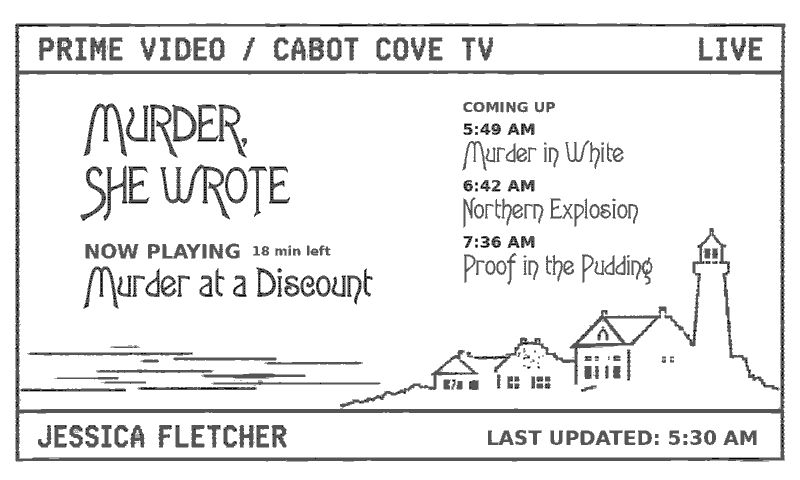 PRIME VIDEO / CABOT COVE TV
LIVE
MURDER,
SHE WROTE
NOW PLAYING 18 min left
Murder at a Discount
COMING UP
5:49 AM
Murder in White
6:42 AM
Northern Explosion
7:36 AM
Proof in the Pudding
JESSICA FLETCHER
LAST UPDATED: 5:30 AM